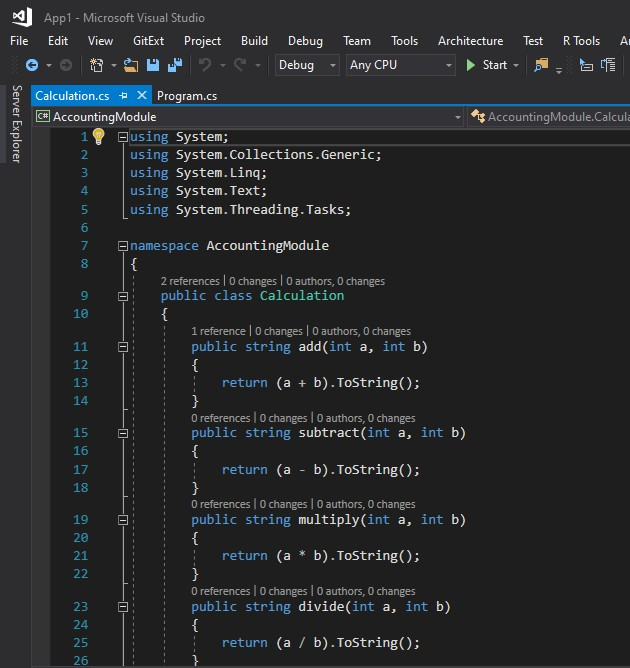 App1 - Microsoft Visual Studio
File Edit View GitExt Project Build Debug Team Tools Architecture Test R Tools
Debug Any CPU Start
Server Explorer
Calculation.cs Program.cs
C# AccountingModule AccountingModule.Calcula
1 using System;
2 using System.Collections.Generic;
3 using System.Linq;
4 using System.Text;
5 using System.Threading.Tasks;
6
7 namespace AccountingModule
8 {
2 references | 0 changes | 0 authors, 0 changes
9 public class Calculation
10 {
1 reference | 0 changes | 0 authors, 0 changes
11 public string add(int a, int b)
12 {
13 return (a + b).ToString();
14 }
0 references | 0 changes | 0 authors, 0 changes
15 public string subtract(int a, int b)
16 {
17 return (a - b).ToString();
18 }
0 references | 0 changes | 0 authors, 0 changes
19 public string multiply(int a, int b)
20 {
21 return (a * b).ToString();
22 }
0 references | 0 changes | 0 authors, 0 changes
23 public string divide(int a, int b)
24 {
25 return (a / b).ToString();
26 }